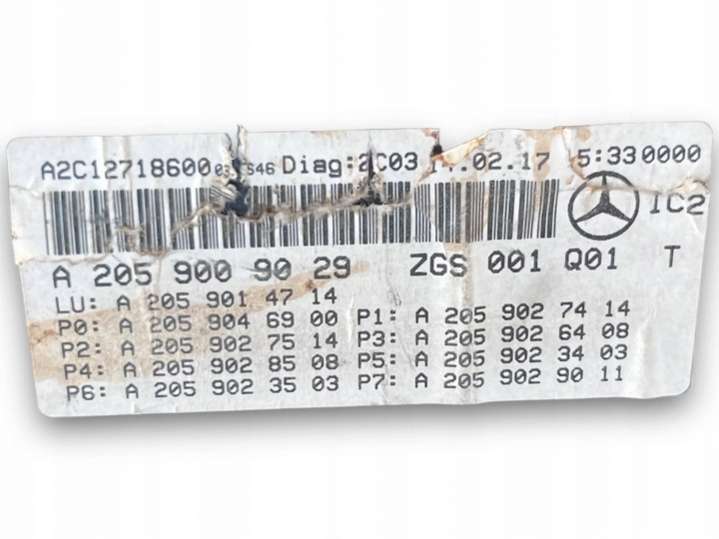 A2C12718600 S46 Diag:2C03 .02.17 5:330000
IC2
A 205 900 90 29 ZGS 001 Q01 T
LU: A 205 901 47 14
P0: A 205 904 69 00 P1: A 205 902 74 14
P2: A 205 902 75 14 P3: A 205 902 64 08
P4: A 205 902 85 08 P5: A 205 902 34 03
P6: A 205 902 35 03 P7: A 205 902 90 11